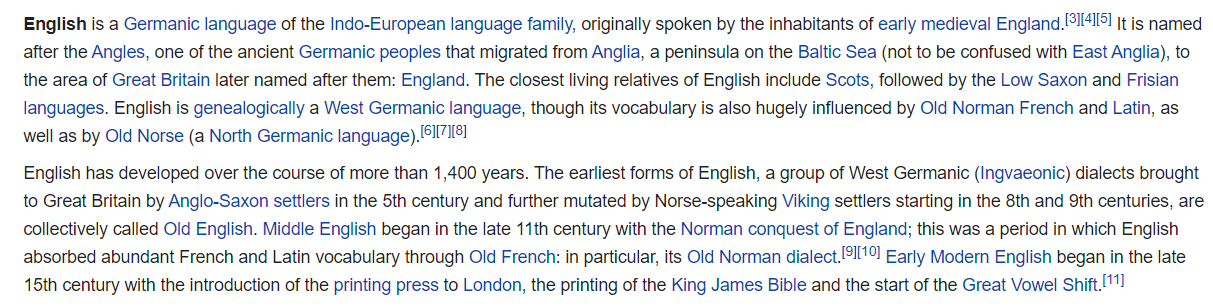 English is a Germanic language of the Indo-European language family, originally spoken by the inhabitants of early medieval England.[3][4][5] It is named
after the Angles, one of the ancient Germanic peoples that migrated from Anglia, a peninsula on the Baltic Sea (not to be confused with East Anglia), to
the area of Great Britain later named after them: England. The closest living relatives of English include Scots, followed by the Low Saxon and Frisian
languages. English is genealogically a West Germanic language, though its vocabulary is also hugely influenced by Old Norman French and Latin, as
well as by Old Norse (a North Germanic language).[6][7][8]
English has developed over the course of more than 1,400 years. The earliest forms of English, a group of West Germanic (Ingvaeonic) dialects brought
to Great Britain by Anglo-Saxon settlers in the 5th century and further mutated by Norse-speaking Viking settlers starting in the 8th and 9th centuries, are
collectively called Old English. Middle English began in the late 11th century with the Norman conquest of England; this was a period in which English
absorbed abundant French and Latin vocabulary through Old French: in particular, its Old Norman dialect.[9][10] Early Modern English began in the late
15th century with the introduction of the printing press to London, the printing of the King James Bible and the start of the Great Vowel Shift.[11]